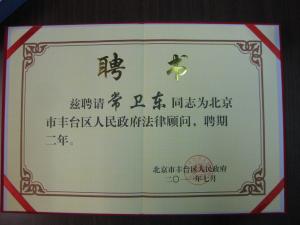 聘 书
兹聘请常卫东同志为北京
市丰台区人民政府法律顾问，聘期
二年。
北京市丰台区人民政府
二〇一一年七月